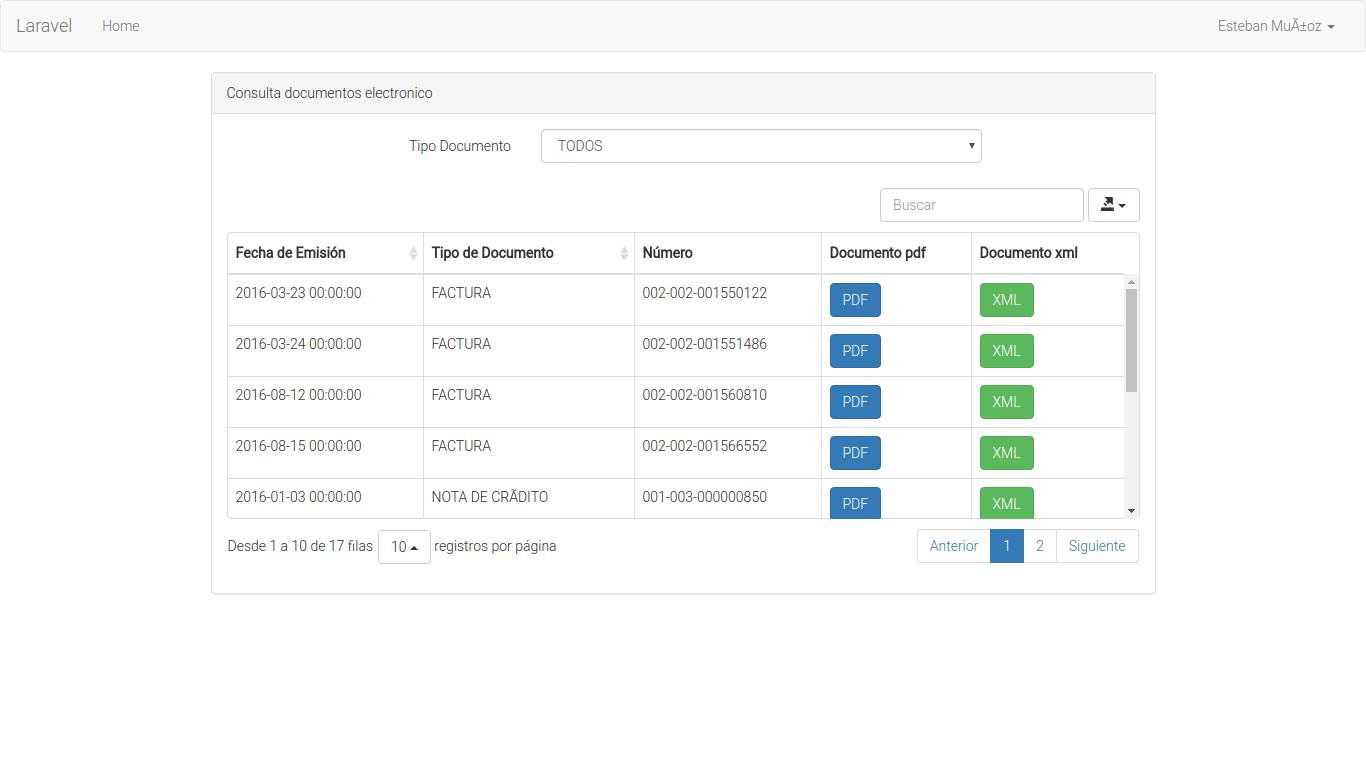 Laravel Home Esteban MuÃ±oz
Consulta documentos electronico
Tipo Documento TODOS
Buscar
Fecha de Emisión Tipo de Documento Número Documento pdf Documento xml
2016-03-23 00:00:00 FACTURA 002-002-001550122 PDF XML
2016-03-24 00:00:00 FACTURA 002-002-001551486 PDF XML
2016-08-12 00:00:00 FACTURA 002-002-001560810 PDF XML
2016-08-15 00:00:00 FACTURA 002-002-001566552 PDF XML
2016-01-03 00:00:00 NOTA DE CRÃDITO 001-003-000000850 PDF XML
Desde 1 a 10 de 17 filas 10 registros por página Anterior 1 2 Siguiente